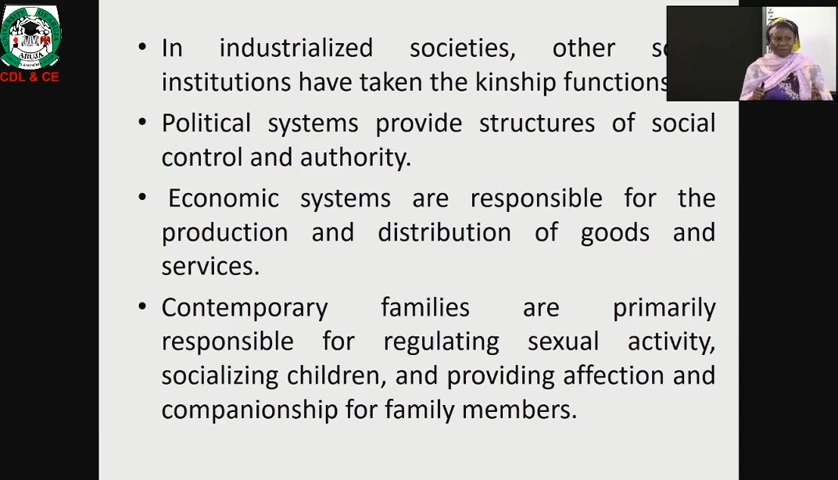 • In industrialized societies, other
institutions have taken the kinship functions
• Political systems provide structures of social
control and authority.
• Economic systems are responsible for the
production and distribution of goods and
services.
• Contemporary families are primarily
responsible for regulating sexual activity,
socializing children, and providing affection and
companionship for family members.
ABUJA
CDL & CE